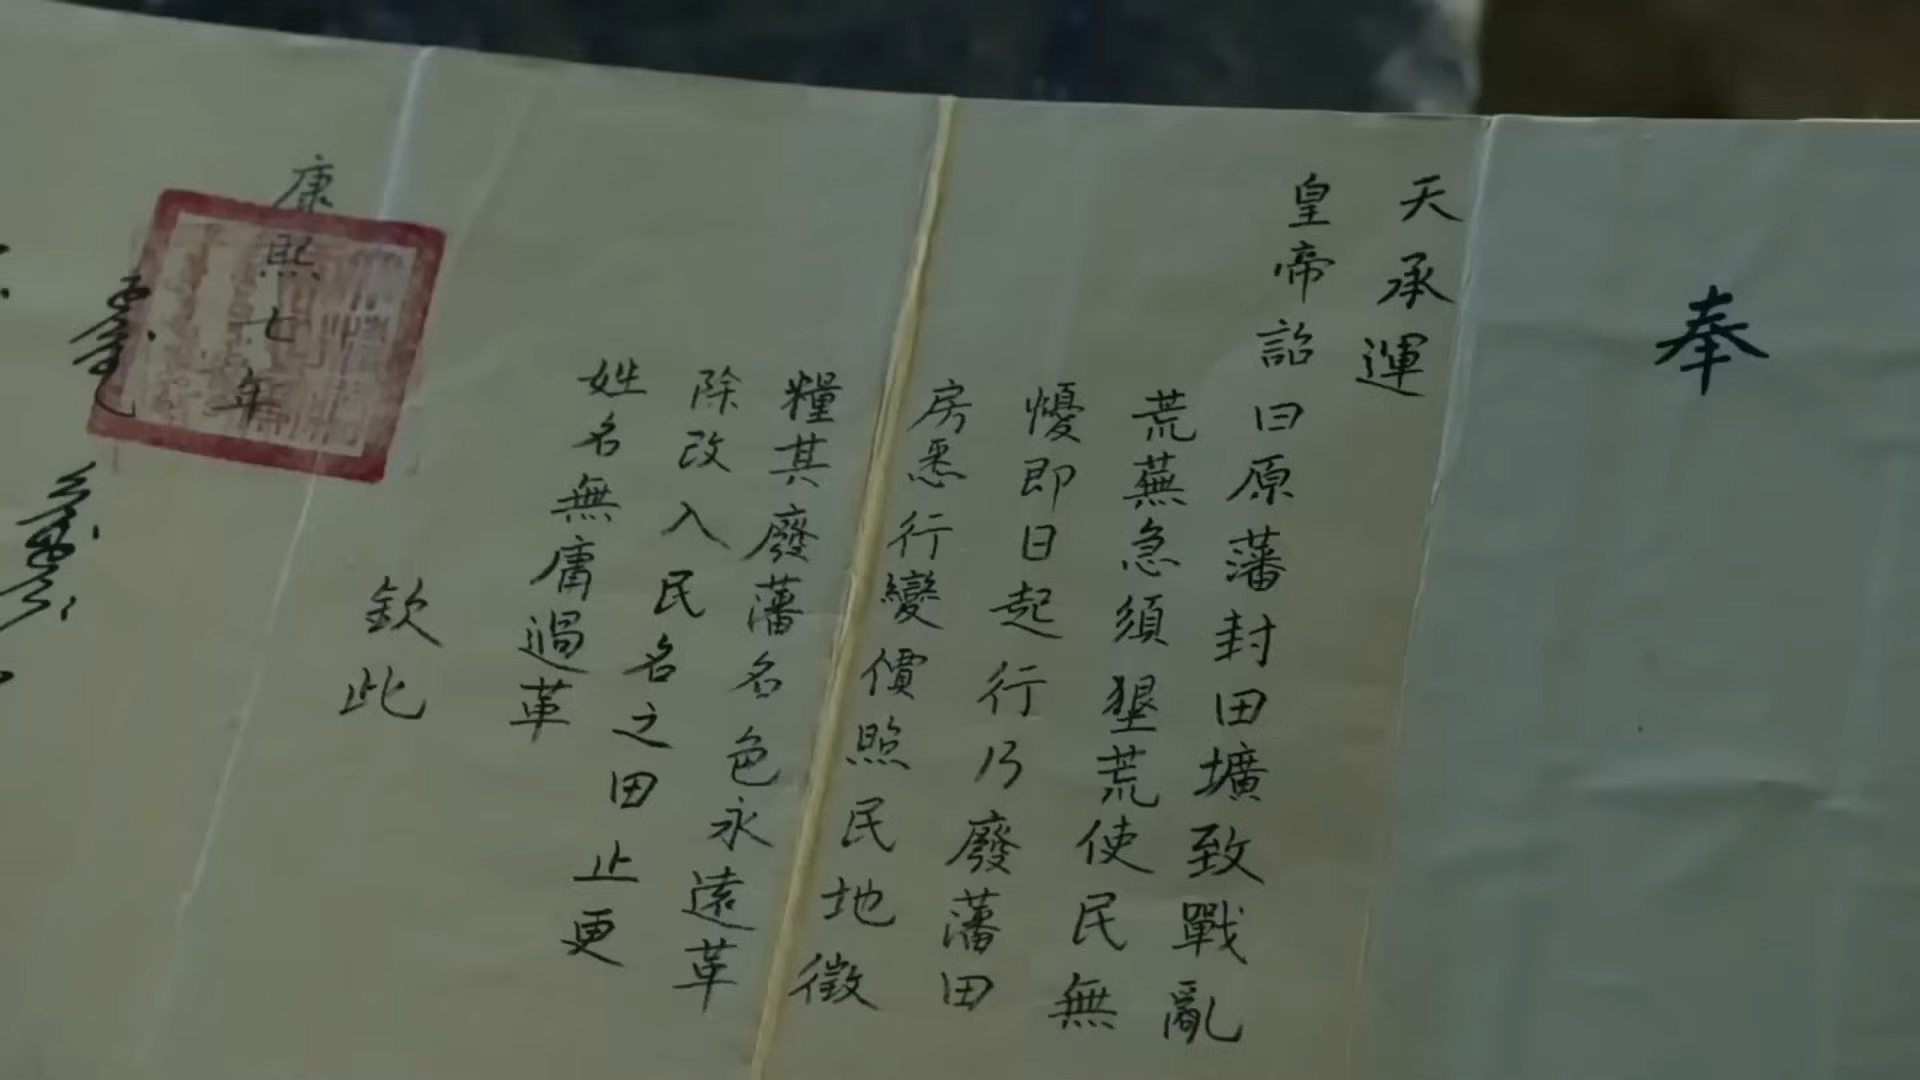 奉
天承運
皇帝詔曰原藩封田壙致戰亂
荒蕪急須墾荒使民無
懮即日起行乃廢藩田
房悉行變價照民地徵
糧其廢藩名色永遠革
除改入民名之田止更
姓名無庸過革
欽此
康熙七年